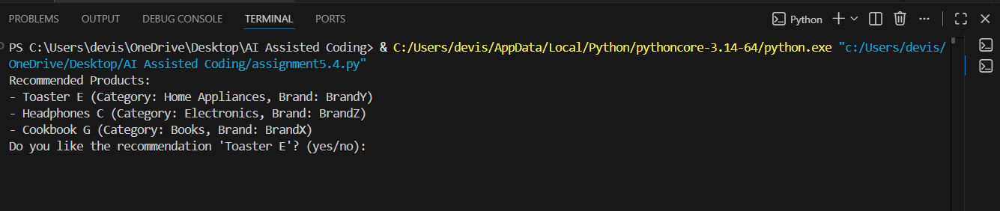 PROBLEMS OUTPUT DEBUG CONSOLE TERMINAL PORTS Python
PS C:\Users\devis\OneDrive\Desktop\AI Assisted Coding> & C:/Users/devis/AppData/Local/Python/pythoncore-3.14-64/python.exe "c:/Users/devis/
OneDrive/Desktop/AI Assisted Coding/assignment5.4.py"
Recommended Products:
- Toaster E (Category: Home Appliances, Brand: BrandY)
- Headphones C (Category: Electronics, Brand: BrandZ)
- Cookbook G (Category: Books, Brand: BrandX)
Do you like the recommendation 'Toaster E'? (yes/no):